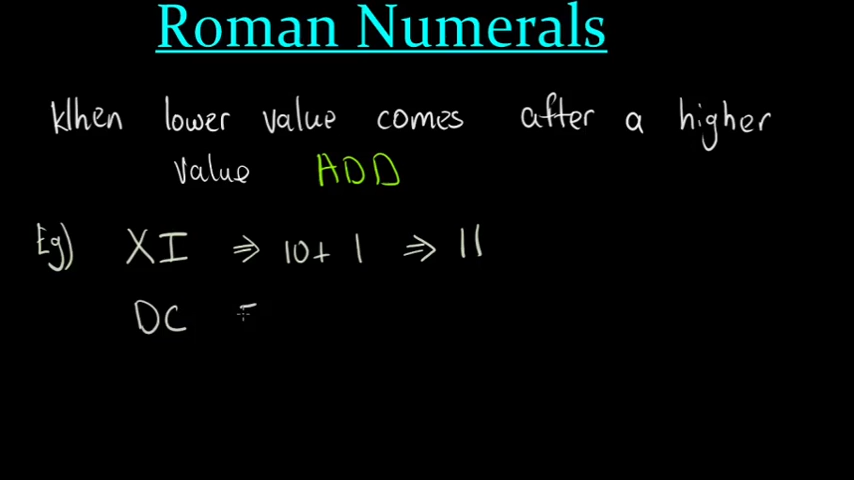 Roman Numerals
When lower value comes after a higher
value ADD
Eg) XI ⇒ 10+ 1 ⇒ 11
DC